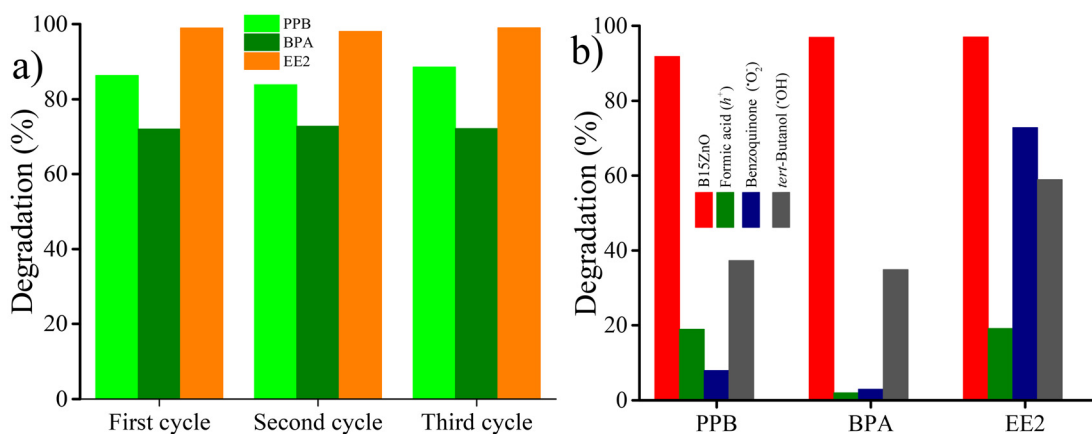 a)
Degradation (%)
100
80
60
40
20
0
PPB
BPA
EE2
First cycle
Second cycle
Third cycle
b)
Degradation (%)
100
80
60
40
20
0
B15ZnO
Formic acid (h⁺)
Benzoquinone (•O₂⁻)
tert-Butanol (•OH)
PPB
BPA
EE2